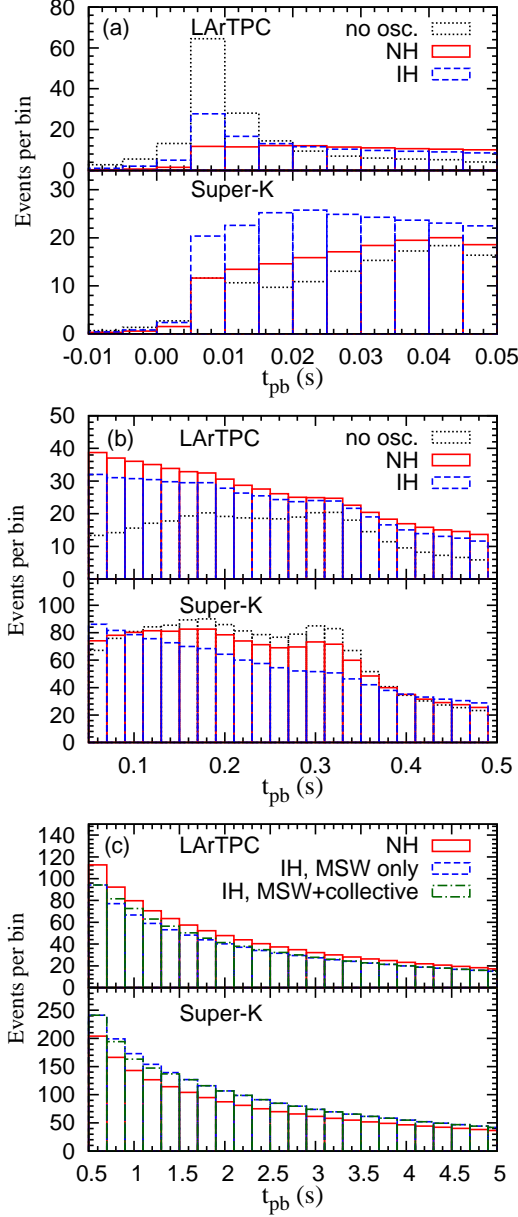 (a) LArTPC no osc.
NH
IH
80
60
40
20
0
Super-K
30
20
10
0
Events per bin
-0.01 0.00 0.01 0.02 0.03 0.04 0.05
t_pb (s)
(b) LArTPC no osc.
NH
IH
50
40
30
20
10
0
Super-K
100
80
60
40
20
0
Events per bin
0.1 0.2 0.3 0.4 0.5
t_pb (s)
(c) LArTPC NH
IH, MSW only
IH, MSW+collective
140
120
100
80
60
40
20
0
Super-K
250
200
150
100
50
0
Events per bin
0.5 1 1.5 2 2.5 3 3.5 4 4.5 5
t_pb (s)